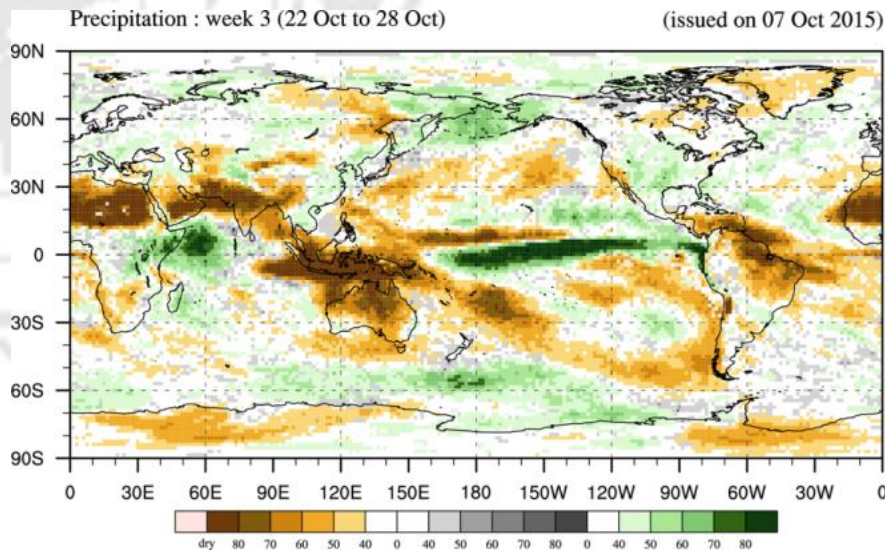 Precipitation : week 3 (22 Oct to 28 Oct) (issued on 07 Oct 2015)
90N
60N
30N
0
30S
60S
90S
0 30E 60E 90E 120E 150E 180 150W 120W 90W 60W 30W 0
dry 80 70 60 50 40 0 40 50 60 70 80 0 40 50 60 70 80